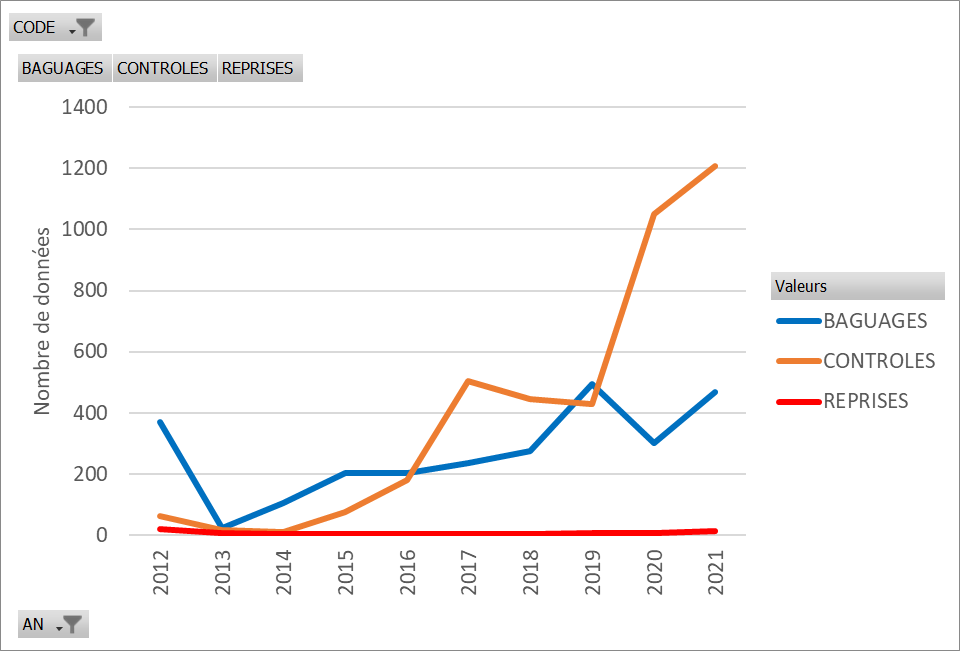 CODE
BAGUAGES CONTROLES REPRISES
1400
1200
1000
800
600
400
200
0
Nombre de données
2012 2013 2014 2015 2016 2017 2018 2019 2020 2021
Valeurs
BAGUAGES
CONTROLES
REPRISES
AN